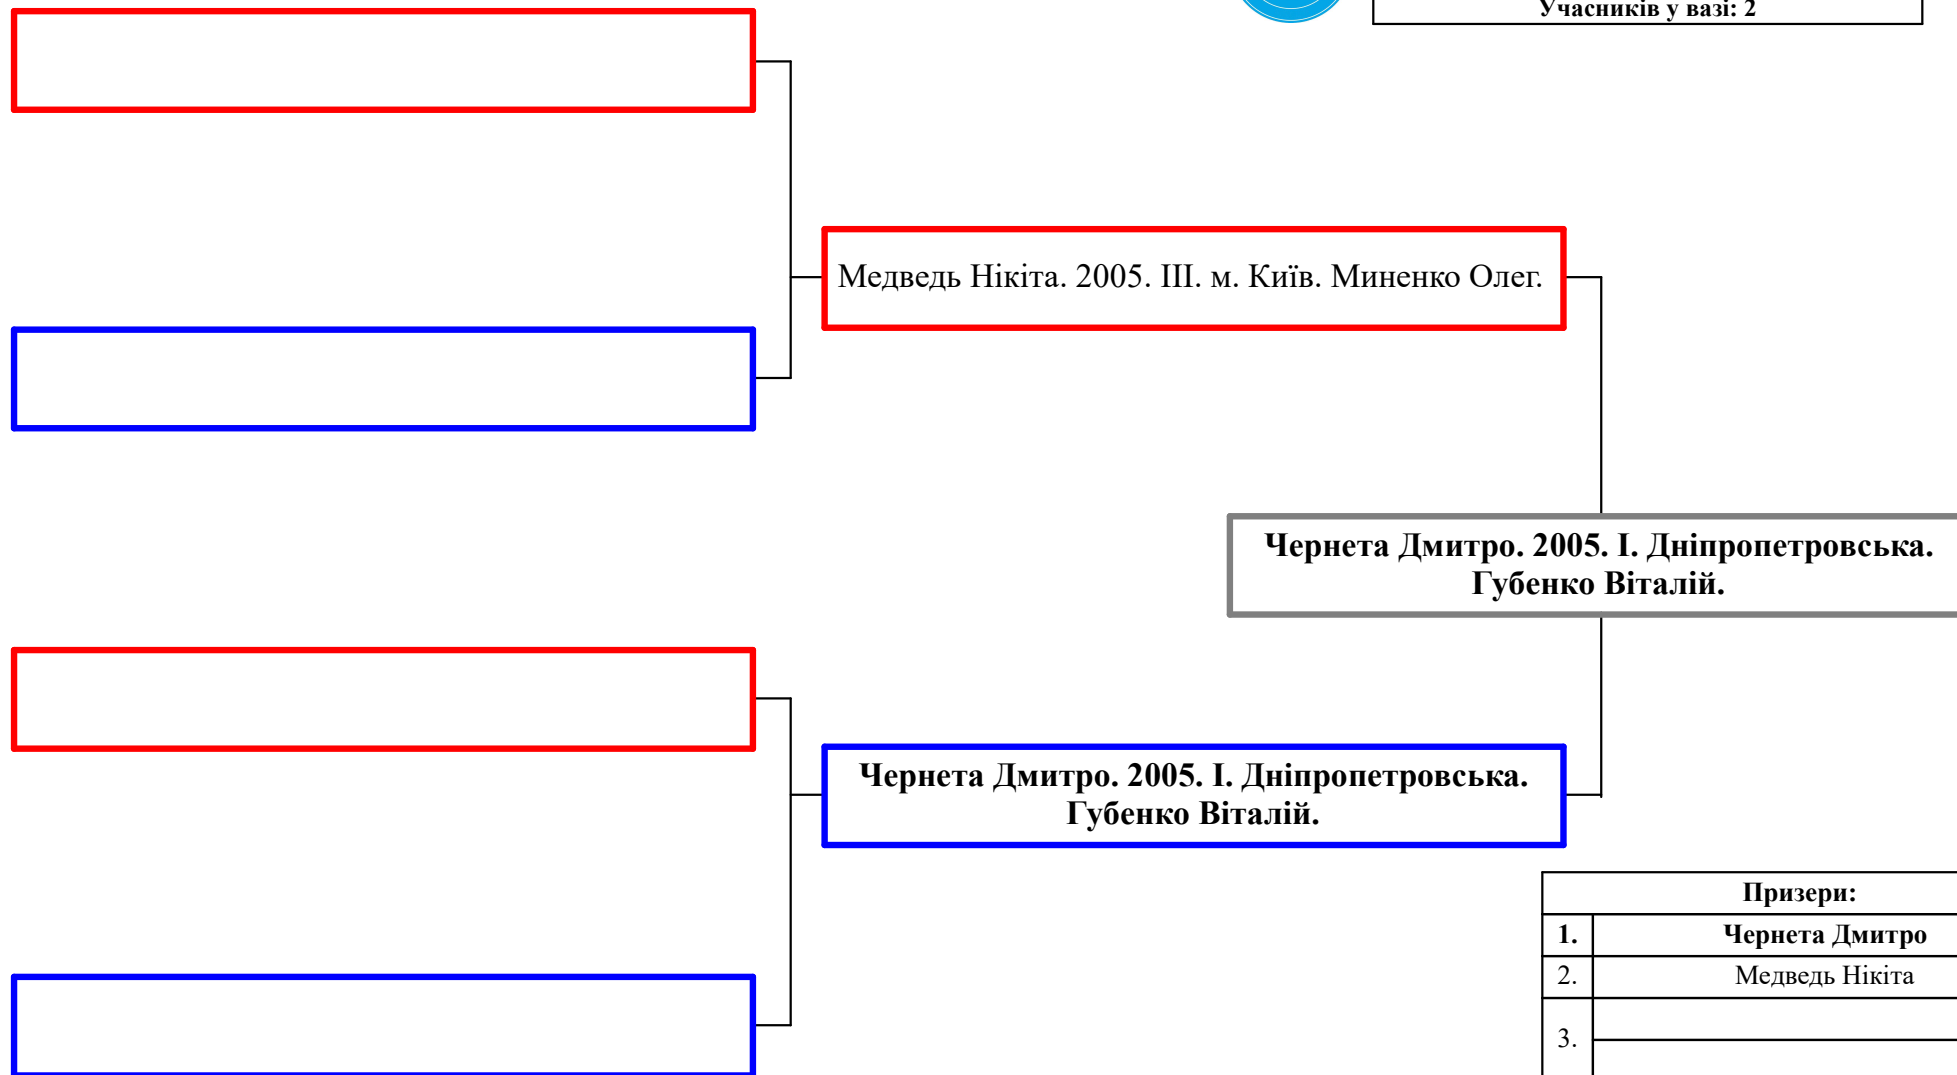 Учасників у вазі: 2
Медведь Нікіта. 2005. III. м. Київ. Миненко Олег.
Чернета Дмитро. 2005. I. Дніпропетровська.
Губенко Віталій.
Чернета Дмитро. 2005. I. Дніпропетровська.
Губенко Віталій.
Призери:
1. Чернета Дмитро
2. Медведь Нікіта
3.